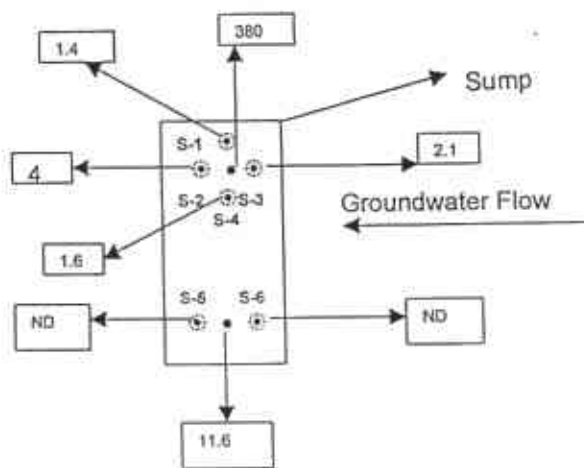 380
1.4
Sump
S-1
2.1
4
S-2
S-3
Groundwater Flow
S-4
1.6
S-5
S-6
ND
ND
11.6